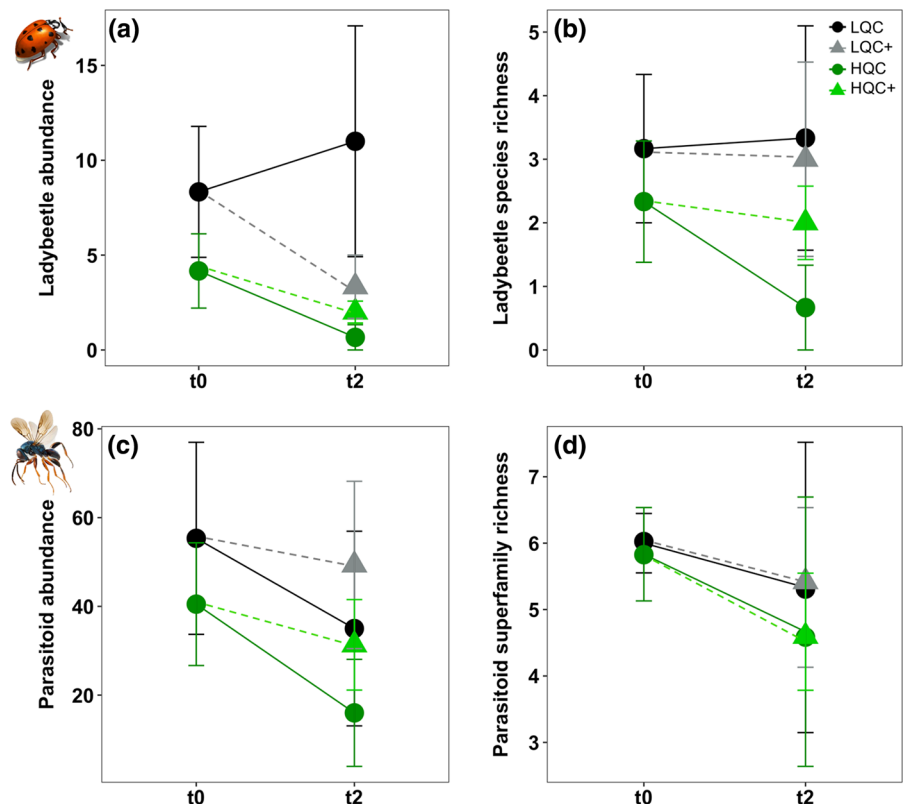 (a)
Ladybeetle abundance
15
10
5
0
t0 t2
(b)
Ladybeetle species richness
5
4
3
2
1
0
t0 t2
LQC
LQC+
HQC
HQC+
(c)
Parasitoid abundance
80
60
40
20
t0 t2
(d)
Parasitoid superfamily richness
7
6
5
4
3
t0 t2